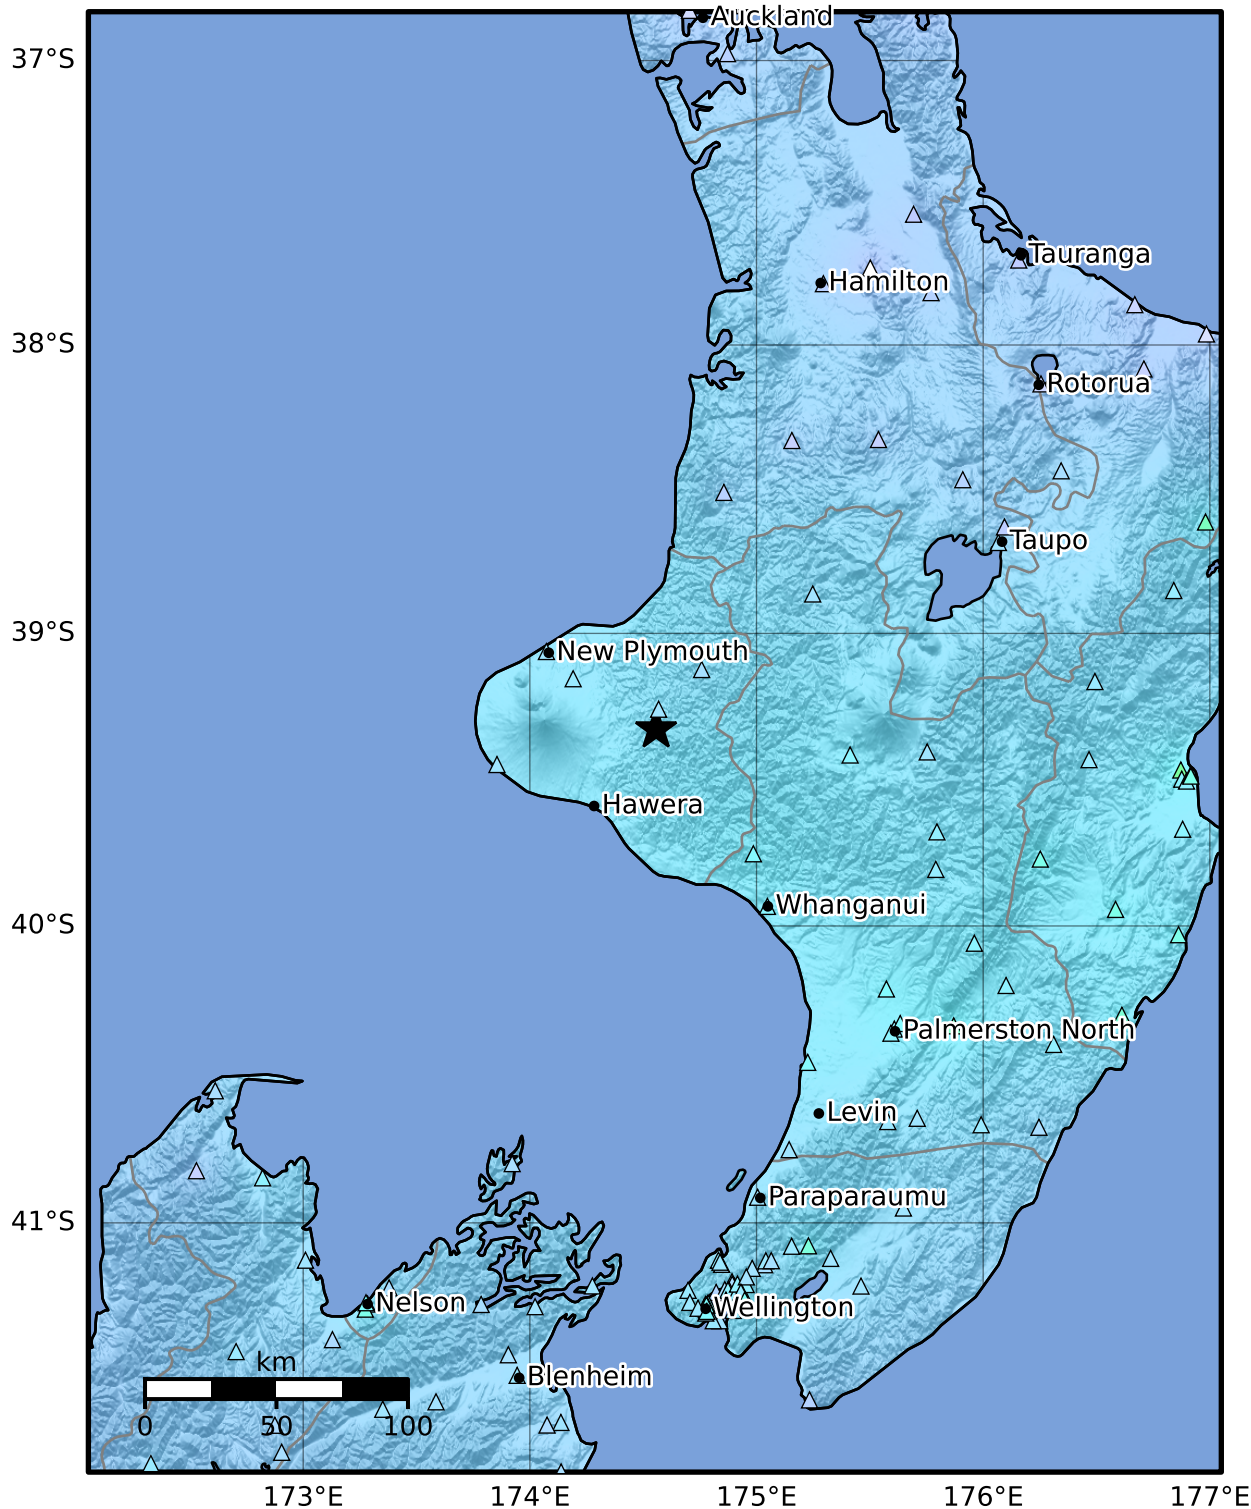 Auckland
37°S
Tauranga
Hamilton
38°S
Rotorua
Taupo
39°S
New Plymouth
Hawera
Whanganui
40°S
Palmerston North
Levin
Paraparaumu
41°S
Nelson
Wellington
km
Blenheim
0 50 100
173°E 174°E 175°E 176°E 177°E